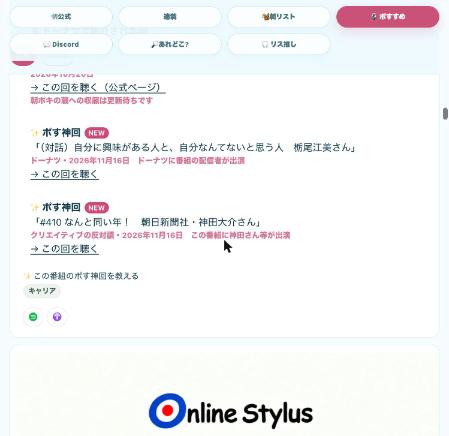 公式
速報
朝リスト
ポすすめ
Discord
あれどこ?
リス推し
2026年10月26日
→ この回を聴く（公式ページ）
朝ポキの蔵への収蔵は更新待ちです
✨ ポす神回 NEW
「（対話）自分に興味がある人と、自分なんてないと思う人　栃尾江美さん」
ドーナツ・2026年11月16日　ドーナツに番組の配信者が出演
→ この回を聴く
✨ ポす神回 NEW
「#410 なんと同い年！　朝日新聞社・神田大介さん」
クリエイティブの反対語・2026年11月16日　この番組に神田さん等が出演
→ この回を聴く
✨ この番組のポす神回を教える
キャリア
Online Stylus